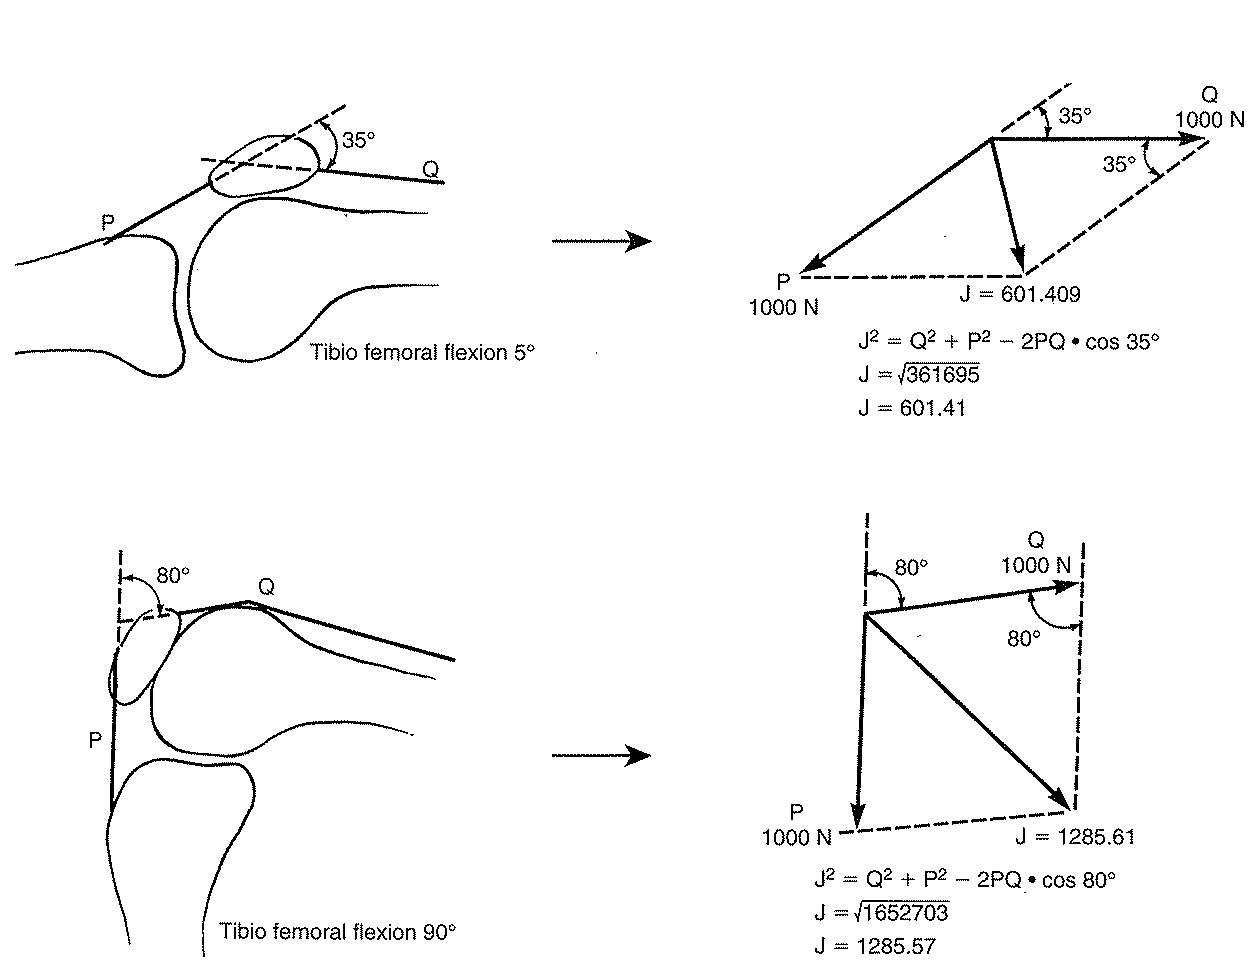 35°
Q
P
Tibio femoral flexion 5°
35°
Q
1000 N
35°
P
1000 N
J = 601.409
J² = Q² + P² − 2PQ • cos 35°
J = √361695
J = 601.41
80°
Q
P
Tibio femoral flexion 90°
80°
Q
1000 N
80°
P
1000 N
J = 1285.61
J² = Q² + P² − 2PQ • cos 80°
J = √1652703
J = 1285.57